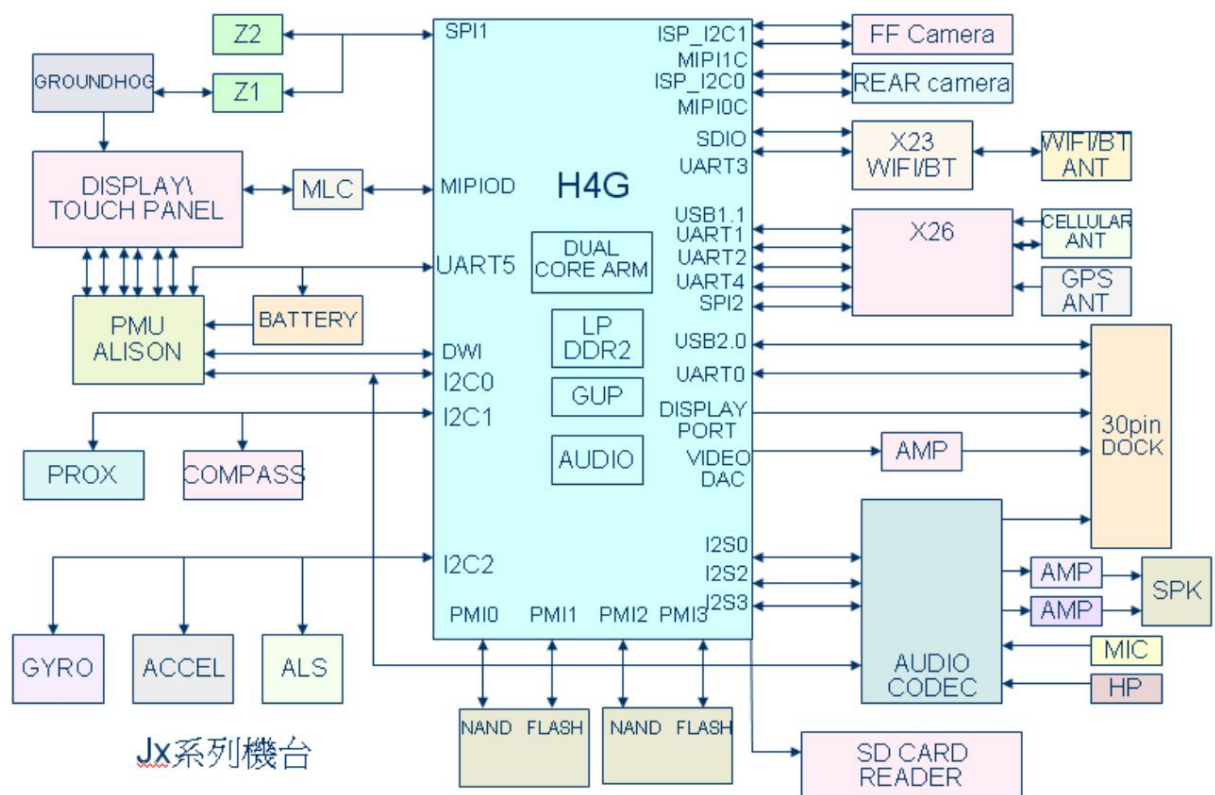 Z2
GROUNDHOG
Z1
DISPLAY\
TOUCH PANEL
MLC
PMU
ALISON
BATTERY
PROX
COMPASS
GYRO
ACCEL
ALS
Jx系列機台
SPI1
MIPIOD
UART5
DWI
I2C0
I2C1
I2C2
H4G
DUAL
CORE ARM
LP
DDR2
GUP
AUDIO
ISP_I2C1
MIPI1C
ISP_I2C0
MIPI0C
SDIO
UART3
USB1.1
UART1
UART2
UART4
SPI2
USB2.0
UART0
DISPLAY
PORT
VIDEO
DAC
I2S0
I2S2
I2S3
PMI0 PMI1 PMI2 PMI3
NAND FLASH
NAND FLASH
FF Camera
REAR camera
X23
WIFI/BT
WIFI/BT
ANT
X26
CELLULAR
ANT
GPS
ANT
30pin
DOCK
AMP
AUDIO
CODEC
AMP
AMP
SPK
MIC
HP
SD CARD
READER